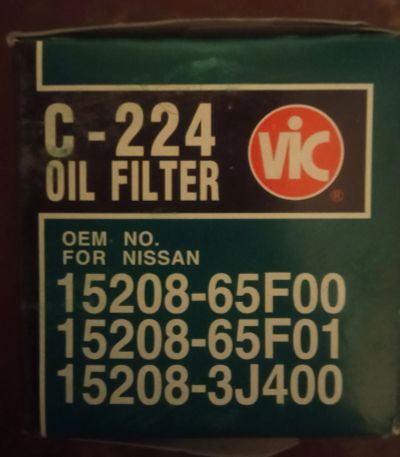 C-224
OIL FILTER
VIC
®
OEM NO.
FOR NISSAN
15208-65F00
15208-65F01
15208-3J400